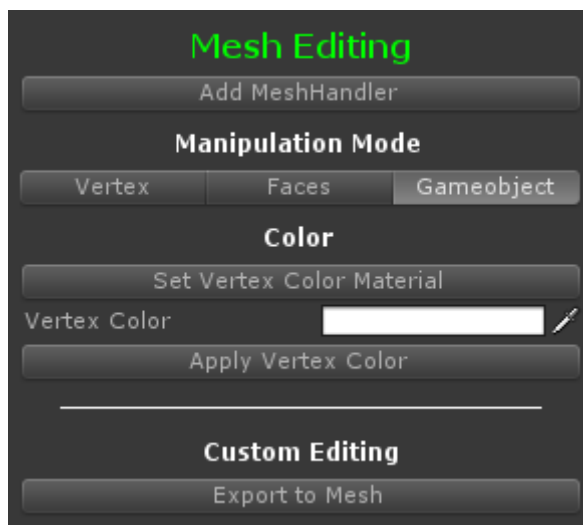 Mesh Editing
Add MeshHandler
Manipulation Mode
Vertex Faces Gameobject
Color
Set Vertex Color Material
Vertex Color
Apply Vertex Color
Custom Editing
Export to Mesh